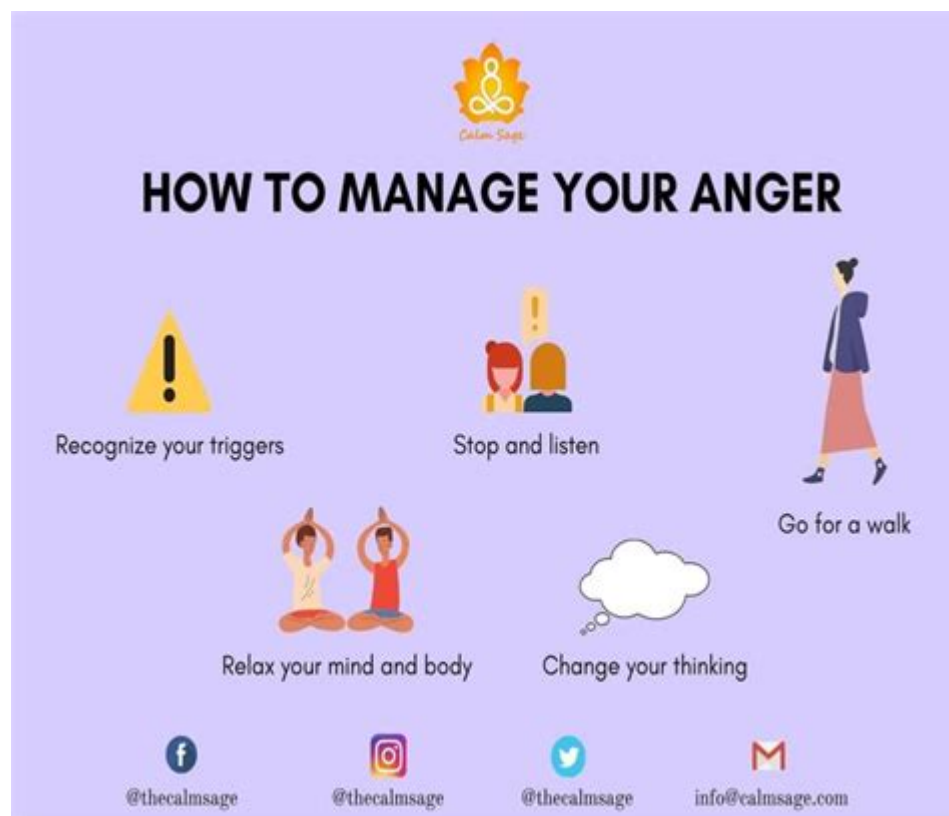 Calm Sage
HOW TO MANAGE YOUR ANGER
!
!
Recognize your triggers
Stop and listen
Go for a walk
Relax your mind and body
Change your thinking
f
@thecalmsage
@thecalmsage
@thecalmsage
info@calmsage.com